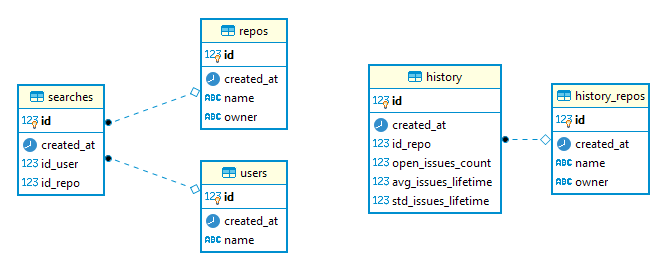 repos
123 id
created_at
ABC name
ABC owner
searches
123 id
created_at
123 id_user
123 id_repo
users
123 id
created_at
ABC name
history
123 id
created_at
123 id_repo
123 open_issues_count
123 avg_issues_lifetime
123 std_issues_lifetime
history_repos
123 id
created_at
ABC name
ABC owner